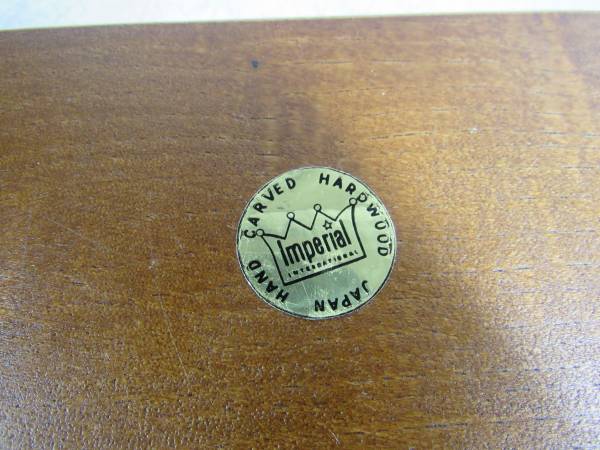 HAND CARVED HARDWOOD
Imperial
INTERNATIONAL
JAPAN